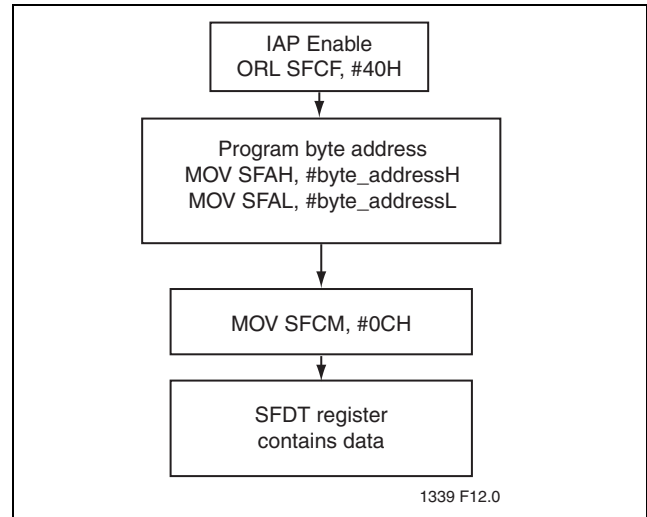 IAP Enable
ORL SFCF, #40H
Program byte address
MOV SFAH, #byte_addressH
MOV SFAL, #byte_addressL
MOV SFCM, #0CH
SFDT register
contains data
1339 F12.0